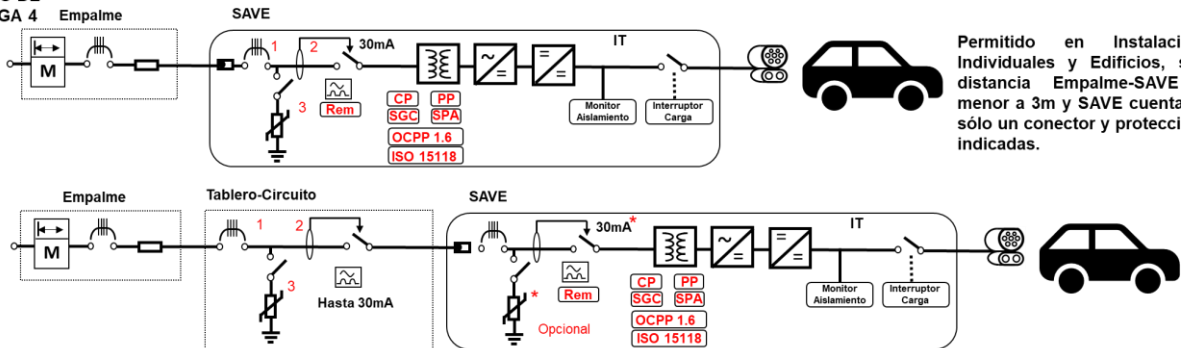 GA 4
Empalme
SAVE
M
1
2
30mA
3
Rem
CP
PP
SGC
SPA
OCPP 1.6
ISO 15118
IT
Monitor
Aislamiento
Interruptor
Carga
Permitido en
Individuales y Edificios,
distancia Empalme-SAVE
menor a 3m y SAVE
sólo un conector y
indicadas.
Empalme
Tablero-Circuito
SAVE
M
1
2
3
Hasta 30mA
30mA*
*
Rem
Opcional
CP
PP
SGC
SPA
OCPP 1.6
ISO 15118
IT
Monitor
Aislamiento
Interruptor
Carga